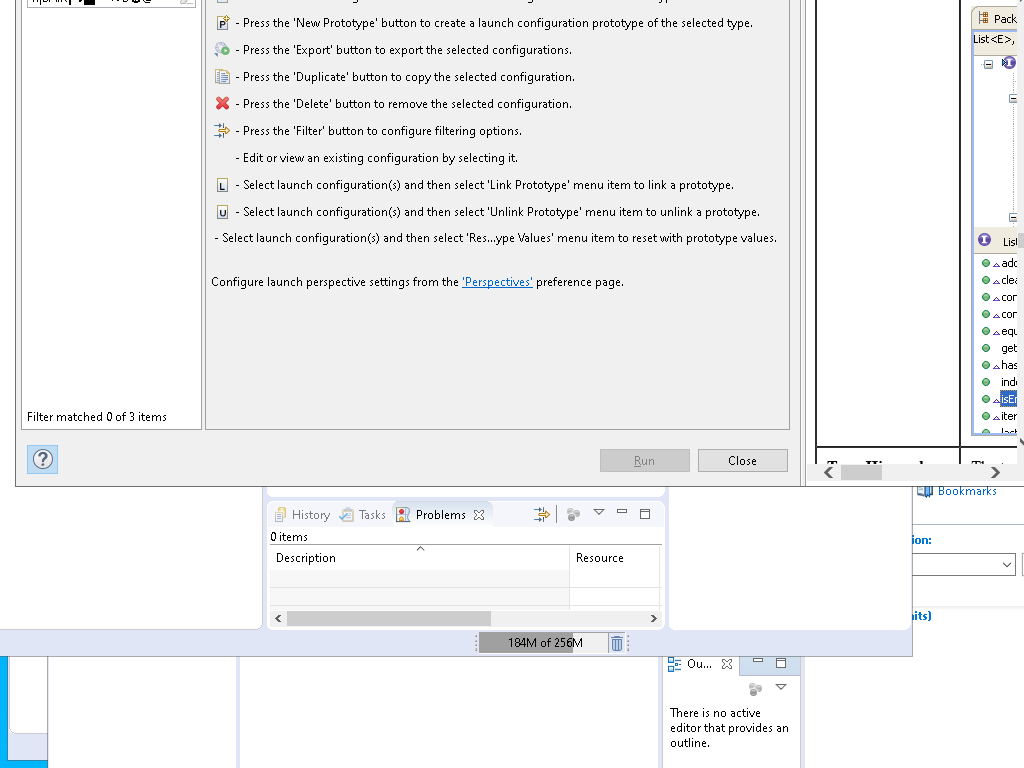 - Press the 'New Prototype' button to create a launch configuration prototype of the selected type.
- Press the 'Export' button to export the selected configurations.
- Press the 'Duplicate' button to copy the selected configuration.
- Press the 'Delete' button to remove the selected configuration.
- Press the 'Filter' button to configure filtering options.
- Edit or view an existing configuration by selecting it.
L - Select launch configuration(s) and then select 'Link Prototype' menu item to link a prototype.
U - Select launch configuration(s) and then select 'Unlink Prototype' menu item to unlink a prototype.
- Select launch configuration(s) and then select 'Res...ype Values' menu item to reset with prototype values.
Configure launch perspective settings from the 'Perspectives' preference page.
Filter matched 0 of 3 items
Run
Close
Pack
List<E>,
List
add
clea
con
con
equ
get
has
inde
isEn
iter
Bookmarks
ion:
nits)
History
Tasks
Problems
0 items
Description
Resource
184M of 256M
Ou...
There is no active
editor that provides an
outline.